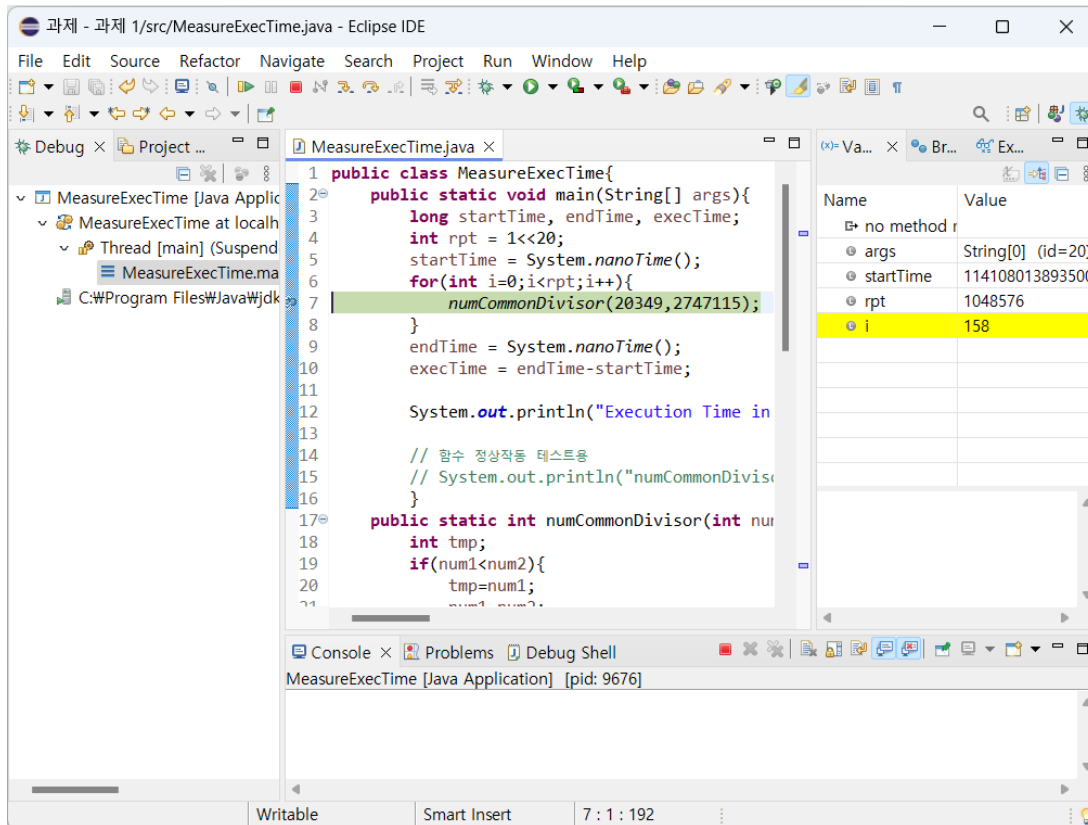 과제 - 과제 1/src/MeasureExecTime.java - Eclipse IDE
File Edit Source Refactor Navigate Search Project Run Window Help
Debug Project ...
MeasureExecTime [Java Applic
MeasureExecTime at localh
Thread [main] (Suspend
MeasureExecTime.ma
C:₩Program Files₩Java₩jdk
MeasureExecTime.java
1 public class MeasureExecTime{
2 public static void main(String[] args){
3 long startTime, endTime, execTime;
4 int rpt = 1<<20;
5 startTime = System.nanoTime();
6 for(int i=0;i<rpt;i++){
7 numCommonDivisor(20349,2747115);
8 }
9 endTime = System.nanoTime();
10 execTime = endTime-startTime;
11
12 System.out.println("Execution Time in
13
14 // 함수 정상작동 테스트용
15 // System.out.println("numCommonDiviso
16 }
17 public static int numCommonDivisor(int nu
18 int tmp;
19 if(num1<num2){
20 tmp=num1;
21 num1=num2;
(x)= Va... Br... Ex...
Name Value
no method r
args String[0] (id=20)
startTime 114108013893500
rpt 1048576
i 158
Console Problems Debug Shell
MeasureExecTime [Java Application] [pid: 9676]
Writable Smart Insert 7 : 1 : 192